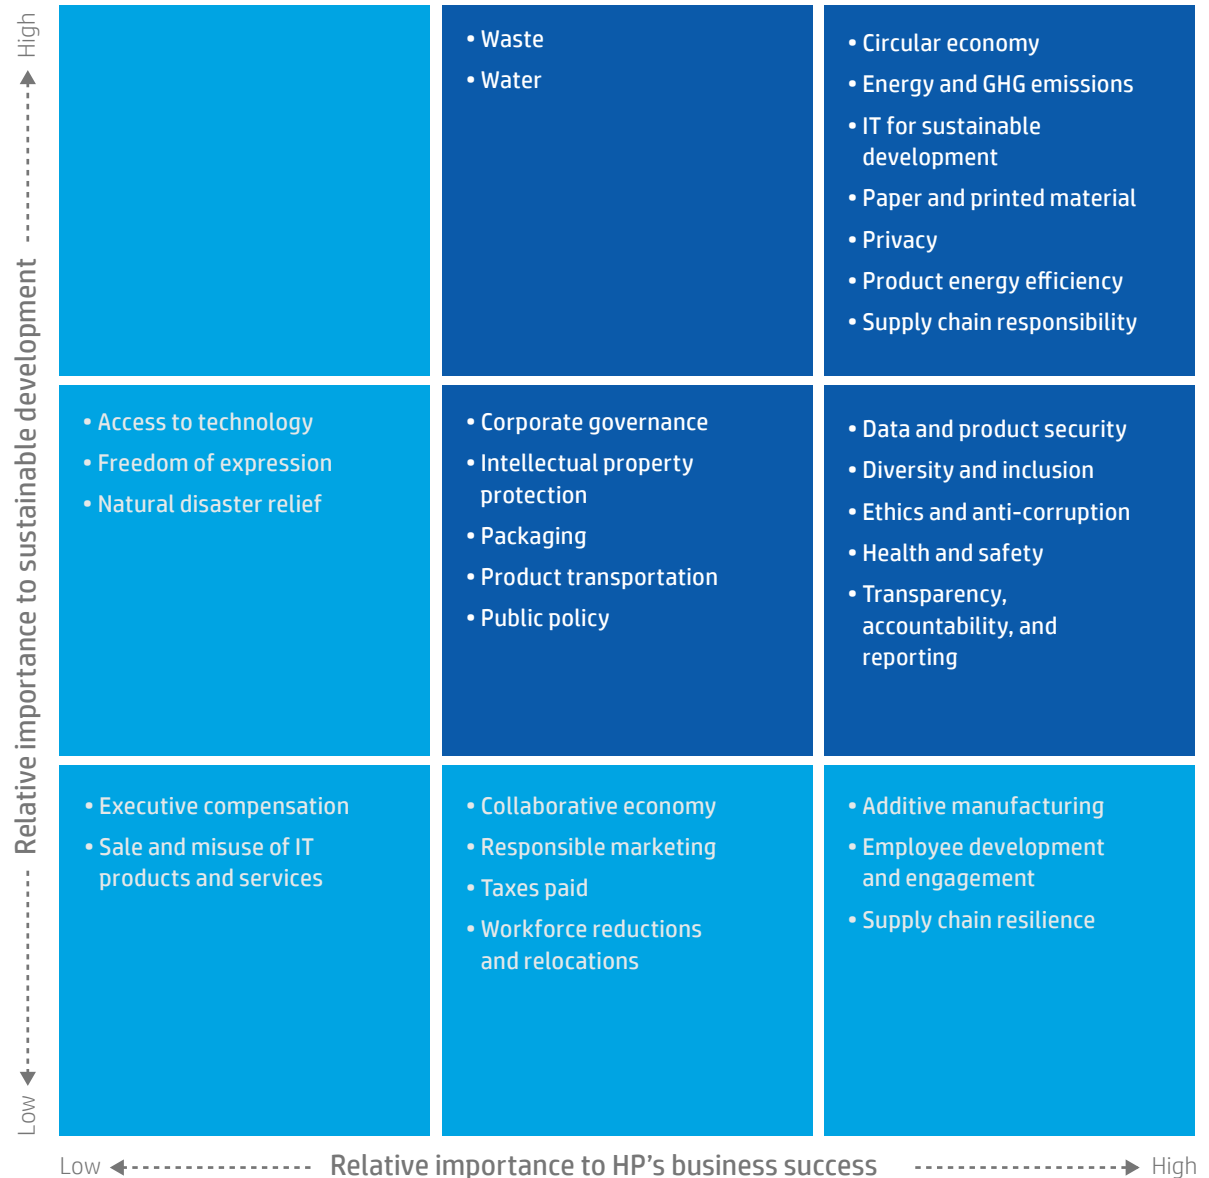 High
Relative importance to sustainable development
Low
• Waste
• Water
• Circular economy
• Energy and GHG emissions
• IT for sustainable
development
• Paper and printed material
• Privacy
• Product energy efficiency
• Supply chain responsibility
• Access to technology
• Freedom of expression
• Natural disaster relief
• Corporate governance
• Intellectual property
protection
• Packaging
• Product transportation
• Public policy
• Data and product security
• Diversity and inclusion
• Ethics and anti-corruption
• Health and safety
• Transparency,
accountability, and
reporting
• Executive compensation
• Sale and misuse of IT
products and services
• Collaborative economy
• Responsible marketing
• Taxes paid
• Workforce reductions
and relocations
• Additive manufacturing
• Employee development
and engagement
• Supply chain resilience
Low Relative importance to HP's business success High